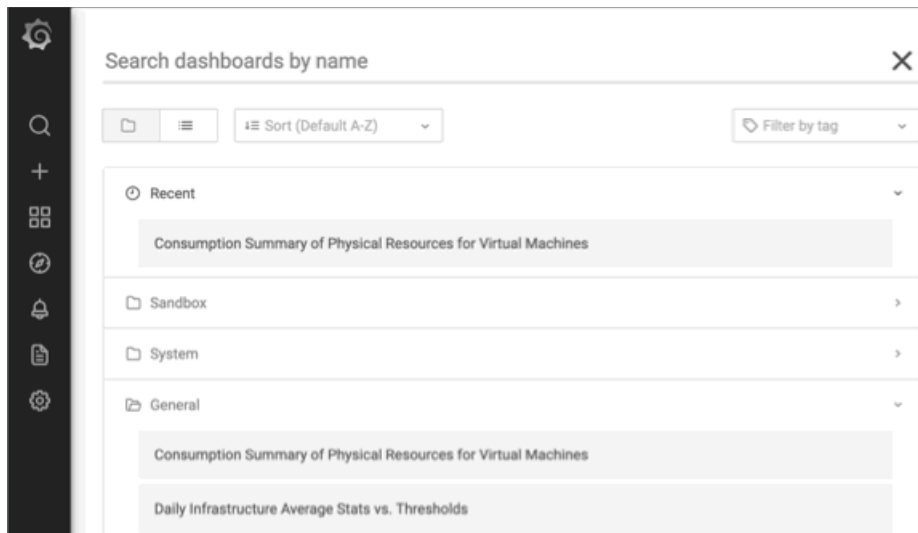 Search dashboards by name
Sort (Default A-Z)
Filter by tag
Recent
Consumption Summary of Physical Resources for Virtual Machines
Sandbox
System
General
Consumption Summary of Physical Resources for Virtual Machines
Daily Infrastructure Average Stats vs. Thresholds